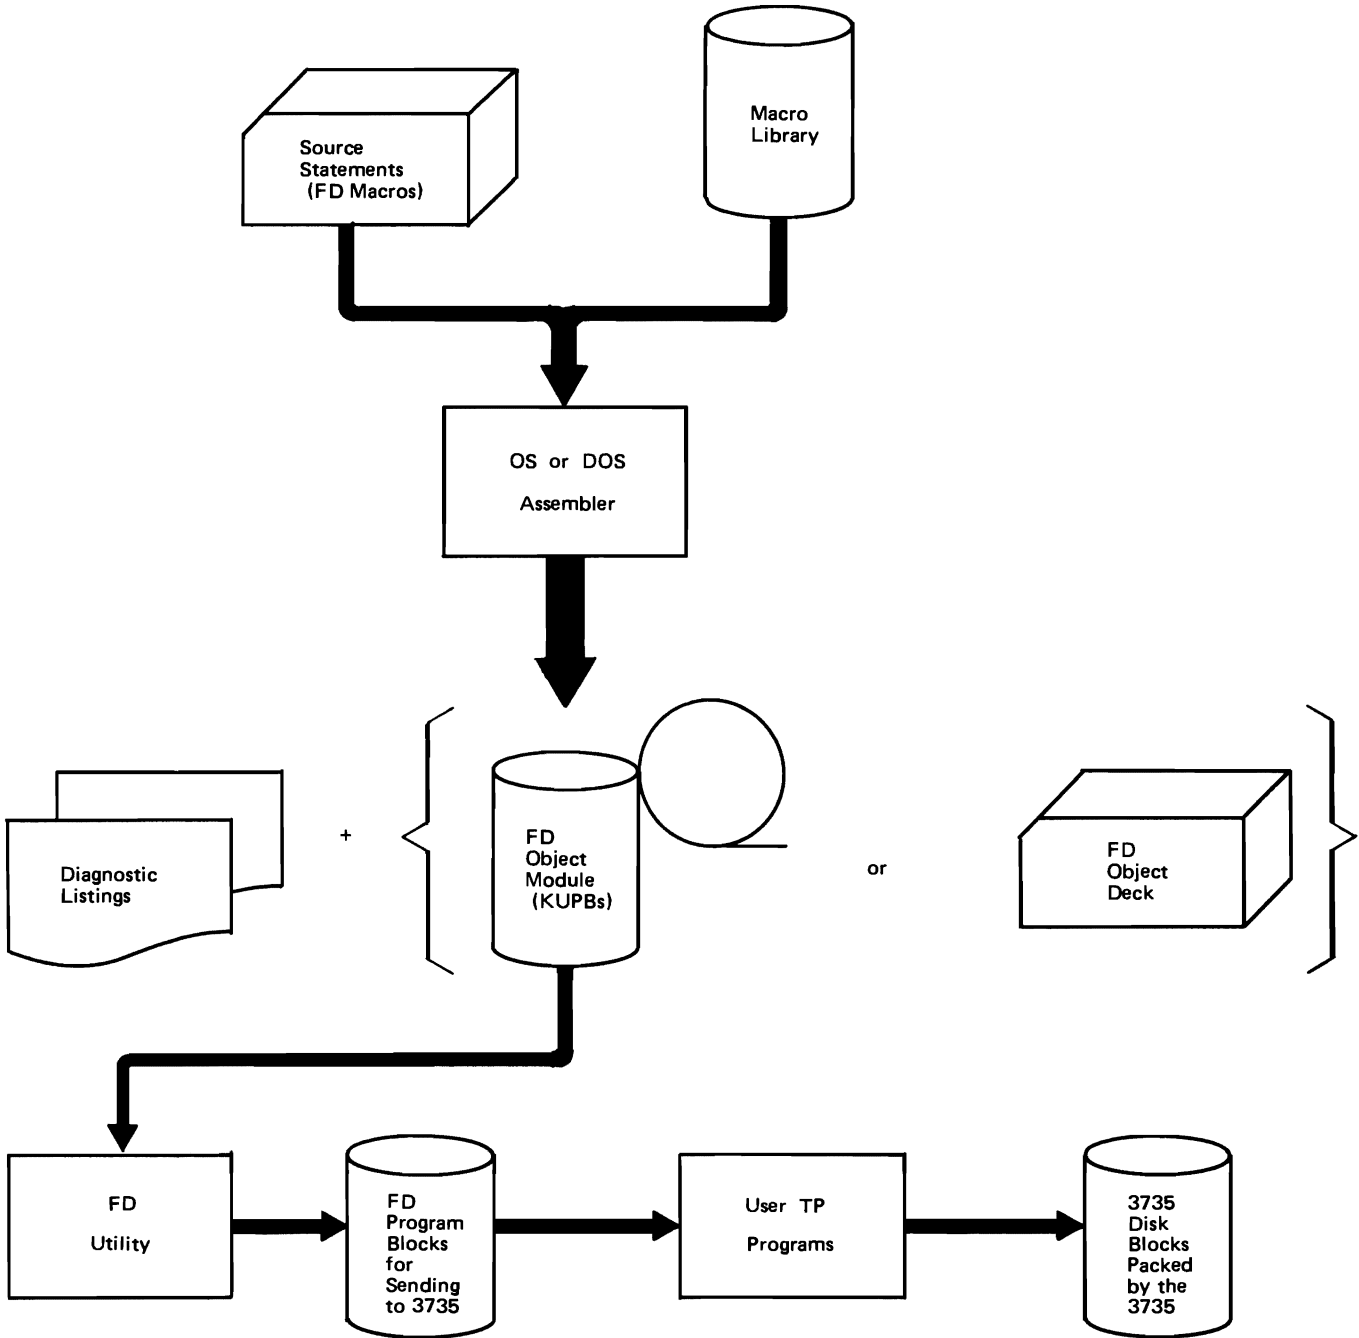 Macro
Library
Source
Statements
(FD Macros)
OS or DOS
Assembler
Diagnostic
Listings
+
FD
Object
Module
(KUPBs)
or
FD
Object
Deck
FD
Utility
FD
Program
Blocks
for
Sending
to 3735
User TP
Programs
3735
Disk
Blocks
Packed
by the
3735